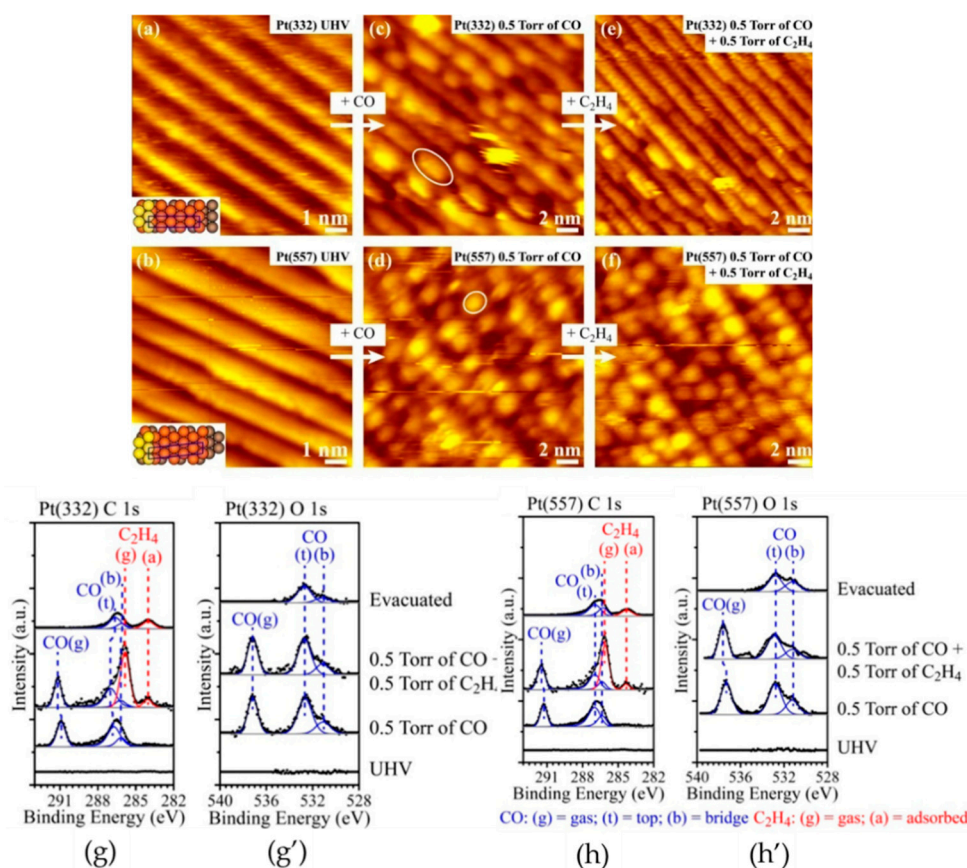 (a) Pt(332) UHV
(c) Pt(332) 0.5 Torr of CO
(e) Pt(332) 0.5 Torr of CO
+ 0.5 Torr of C₂H₄
+ CO
+ C₂H₄
1 nm
2 nm
2 nm
(b) Pt(557) UHV
(d) Pt(557) 0.5 Torr of CO
(f) Pt(557) 0.5 Torr of CO
+ 0.5 Torr of C₂H₄
+ CO
+ C₂H₄
1 nm
2 nm
2 nm
Pt(332) C 1s
C₂H₄
(g) (a)
(b)
CO
(t)
CO(g)
Intensity (a.u.)
291 288 285 282
Binding Energy (eV)
(g)
Pt(332) O 1s
CO
(t) (b)
Intensity (a.u.)
540 536 532 528
Binding Energy (eV)
(g')
Evacuated
0.5 Torr of CO -
0.5 Torr of C₂H₄
0.5 Torr of CO
UHV
Pt(557) C 1s
C₂H₄
(g) (a)
(b)
CO
(t)
CO(g)
Intensity (a.u.)
291 288 285 282
Binding Energy (eV)
(h)
Pt(557) O 1s
CO
(t) (b)
CO(g)
Intensity (a.u.)
540 536 532 528
Binding Energy (eV)
(h')
Evacuated
0.5 Torr of CO +
0.5 Torr of C₂H₄
0.5 Torr of CO
UHV
CO: (g) = gas; (t) = top; (b) = bridge C₂H₄: (g) = gas; (a) = adsorbed